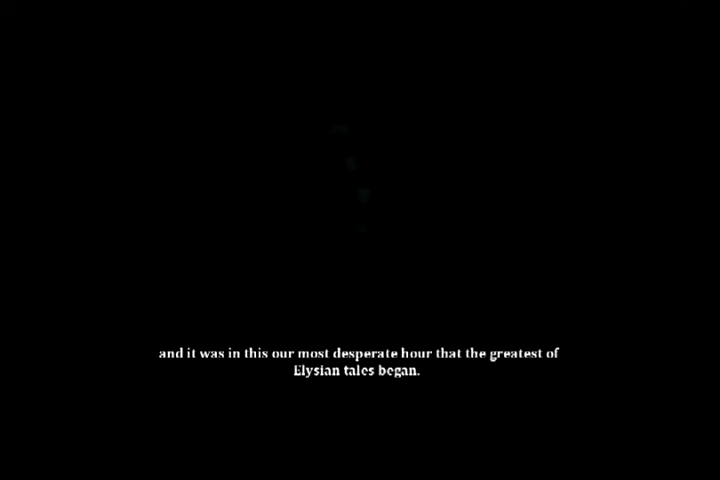 and it was in this our most desperate hour that the greatest of
Elysian tales began.